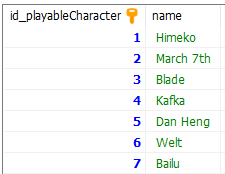 id_playableCharacter name
1 Himeko
2 March 7th
3 Blade
4 Kafka
5 Dan Heng
6 Welt
7 Bailu